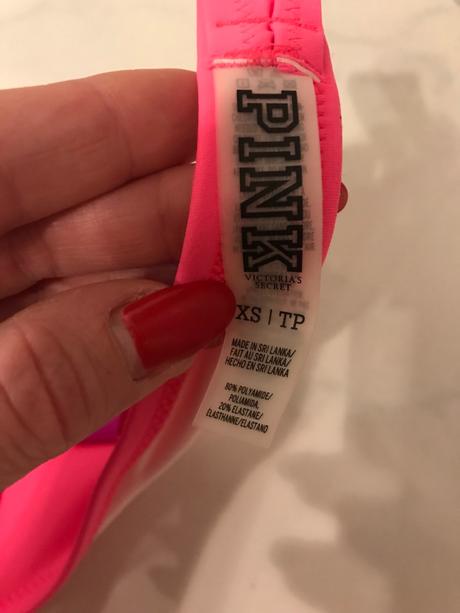 PINK
VICTORIA'S
SECRET
XS | TP
MADE IN SRI LANKA/
FAIT AU SRI LANKA/
HECHO EN SRI LANKA
80% POLYAMIDE/
POLIAMIDA,
20% ELASTANE/
ÉLASTHANNE/ELASTANO